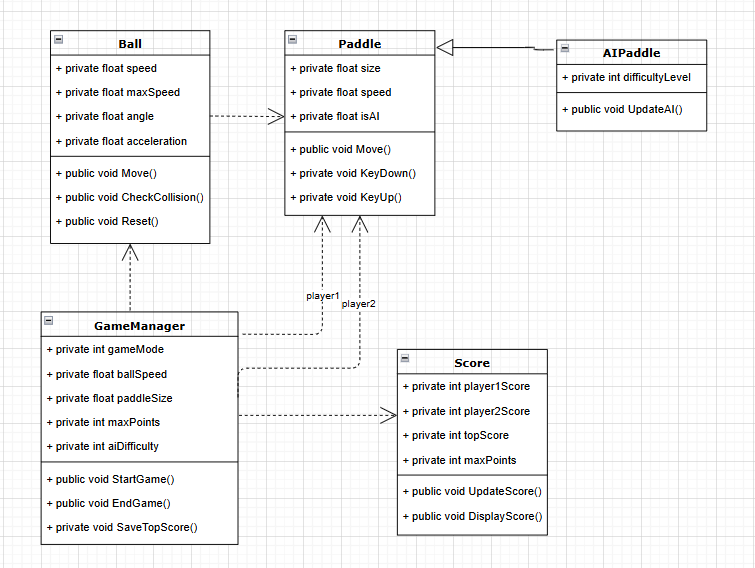 Ball
+ private float speed
+ private float maxSpeed
+ private float angle
+ private float acceleration
+ public void Move()
+ public void CheckCollision()
+ public void Reset()
Paddle
+ private float size
+ private float speed
+ private float isAI
+ public void Move()
+ private void KeyDown()
+ private void KeyUp()
AIPaddle
+ private int difficultyLevel
+ public void UpdateAI()
player1
player2
GameManager
+ private int gameMode
+ private float ballSpeed
+ private float paddleSize
+ private int maxPoints
+ private int aiDifficulty
+ public void StartGame()
+ public void EndGame()
+ private void SaveTopScore()
Score
+ private int player1Score
+ private int player2Score
+ private int topScore
+ private int maxPoints
+ public void UpdateScore()
+ public void DisplayScore()